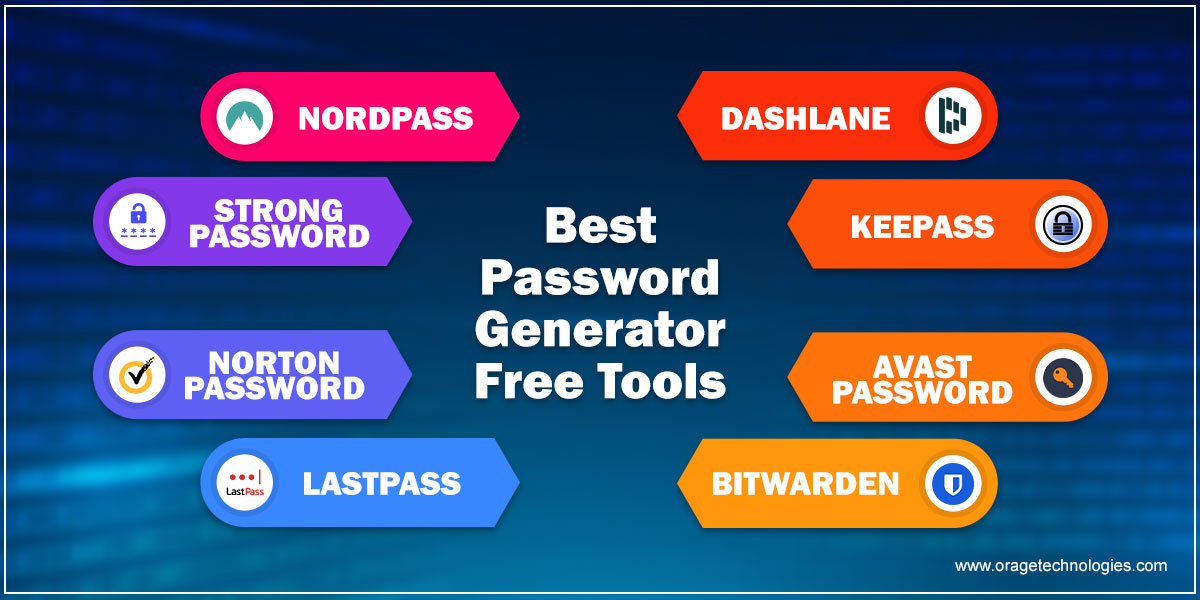 NORDPASS
DASHLANE
STRONG
PASSWORD
KEEPASS
Best
Password
Generator
Free Tools
NORTON
PASSWORD
AVAST
PASSWORD
LastPass
LASTPASS
BITWARDEN
www.oragetechnologies.com